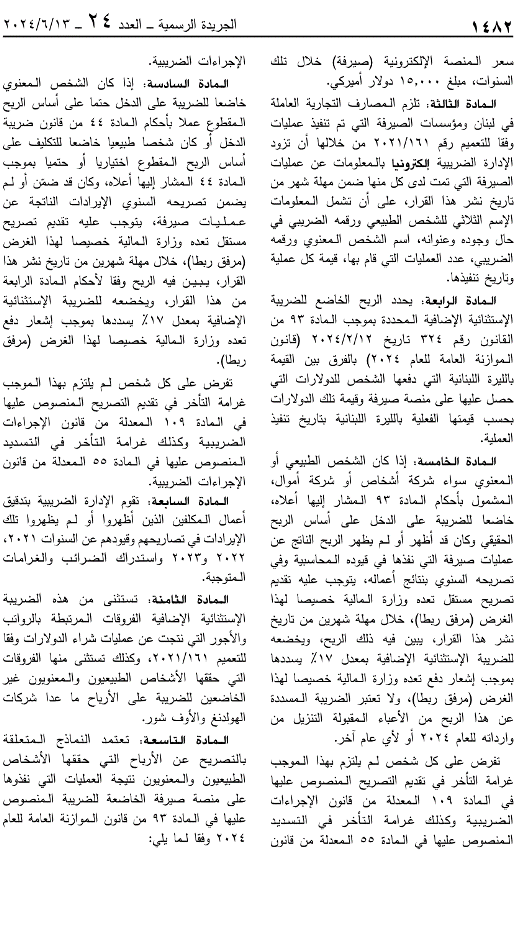 ١٤٨٢
الجريدة الرسمية ــ العدد ٢٤ ــ ٢٠٢٤/٦/١٣
سعر المنصة الإلكترونية (صيرفة) خلال تلك
السنوات، مبلغ ١٥,٠٠٠ دولار أميركي.
المادة الثالثة: تلزم المصارف التجارية العاملة
في لبنان ومؤسسات الصيرفة التي تم تنفيذ عمليات
وفقا للتعميم رقم ٢٠٢١/١٦١ من خلالها أن تزود
الإدارة الضريبية إلكترونيا بالمعلومات عن عمليات
الصيرفة التي تمت لدى كل منها ضمن مهلة شهر من
تاريخ نشر هذا القرار، على أن تشمل المعلومات
الإسم الثلاثي للشخص الطبيعي ورقمه الضريبي في
حال وجوده وعنوانه، اسم الشخص المعنوي ورقمه
الضريبي، عدد العمليات التي قام بها، قيمة كل عملية
وتاريخ تنفيذها.
المادة الرابعة: يحدد الربح الخاضع للضريبة
الإستثنائية الإضافية المحددة بموجب المادة ٩٣ من
القانون رقم ٣٢٤ تاريخ ٢٠٢٤/٢/١٢ (قانون
الموازنة العامة للعام ٢٠٢٤) بالفرق بين القيمة
بالليرة اللبنانية التي دفعها الشخص للدولارات التي
حصل عليها على منصة صيرفة وقيمة تلك الدولارات
بحسب قيمتها الفعلية بالليرة اللبنانية بتاريخ تنفيذ
العملية.
المادة الخامسة: إذا كان الشخص الطبيعي أو
المعنوي سواء شركة أشخاص أو شركة أموال،
المشمول بأحكام المادة ٩٣ المشار إليها أعلاه،
خاضعا للضريبة على الدخل على أساس الربح
الحقيقي وكان قد أظهر أو لم يظهر الربح الناتج عن
عمليات صيرفة التي نفذها في قيوده المحاسبية وفي
تصريحه السنوي بنتائج أعماله، يتوجب عليه تقديم
تصريح مستقل تعده وزارة المالية خصيصا لهذا
الغرض (مرفق ربطا)، خلال مهلة شهرين من تاريخ
نشر هذا القرار، يبين فيه ذلك الربح، ويخضعه
للضريبة الإستثنائية الإضافية بمعدل ١٧٪ يسددها
بموجب إشعار دفع تعده وزارة المالية خصيصا لهذا
الغرض (مرفق ربطا)، ولا تعتبر الضريبة المسددة
عن هذا الربح من الأعباء المقبولة التنزيل من
وارداته للعام ٢٠٢٤ أو لأي عام آخر.
تفرض على كل شخص لم يلتزم بهذا الموجب
غرامة التأخر في تقديم التصريح المنصوص عليها
في المادة ١٠٩ المعدلة من قانون الإجراءات
الضريبية وكذلك غرامة التأخر في التسديد
المنصوص عليها في المادة ٥٥ المعدلة من قانون
الإجراءات الضريبية.
المادة السادسة: إذا كان الشخص المعنوي
خاضعا للضريبة على الدخل حتما على أساس الربح
المقطوع عملا بأحكام المادة ٤٤ من قانون ضريبة
الدخل أو كان شخصا طبيعيا خاضعا للتكليف على
أساس الربح المقطوع اختياريا أو حتميا بموجب
المادة ٤٤ المشار إليها أعلاه، وكان قد ضمّن أو لم
يضمن تصريحه السنوي الإيرادات الناتجة عن
عمليات صيرفة، يتوجب عليه تقديم تصريح
مستقل تعده وزارة المالية خصيصا لهذا الغرض
(مرفق ربطا)، خلال مهلة شهرين من تاريخ نشر هذا
القرار، يبين فيه الربح وفقا لأحكام المادة الرابعة
من هذا القرار، ويخضعه للضريبة الإستثنائية
الإضافية بمعدل ١٧٪ يسددها بموجب إشعار دفع
تعده وزارة المالية خصيصا لهذا الغرض (مرفق
ربطا).
تفرض على كل شخص لم يلتزم بهذا الموجب
غرامة التأخر في تقديم التصريح المنصوص عليها
في المادة ١٠٩ المعدلة من قانون الإجراءات
الضريبية وكذلك غرامة التأخر في التسديد
المنصوص عليها في المادة ٥٥ المعدلة من قانون
الإجراءات الضريبية.
المادة السابعة: تقوم الإدارة الضريبية بتدقيق
أعمال المكلفين الذين أظهروا أو لم يظهروا تلك
الإيرادات في تصاريحهم وقيودهم عن السنوات ٢٠٢١،
٢٠٢٢ و٢٠٢٣ واستدراك الضرائب والغرامات
المتوجبة.
المادة الثامنة: تستثنى من هذه الضريبة
الإستثنائية الإضافية الفروقات المرتبطة بالرواتب
والأجور التي نتجت عن عمليات شراء الدولارات وفقا
للتعميم ٢٠٢١/١٦١، وكذلك تستثنى منها الفروقات
التي حققها الأشخاص الطبيعيون والمعنويون غير
الخاضعين للضريبة على الأرباح ما عدا شركات
الهولدنغ والأوف شور.
المادة التاسعة: تعتمد النماذج المتعلقة
بالتصريح عن الأرباح التي حققها الأشخاص
الطبيعيون والمعنويون نتيجة العمليات التي نفذوها
على منصة صيرفة الخاضعة للضريبة المنصوص
عليها في المادة ٩٣ من قانون الموازنة العامة للعام
٢٠٢٤ وفقا لما يلي: